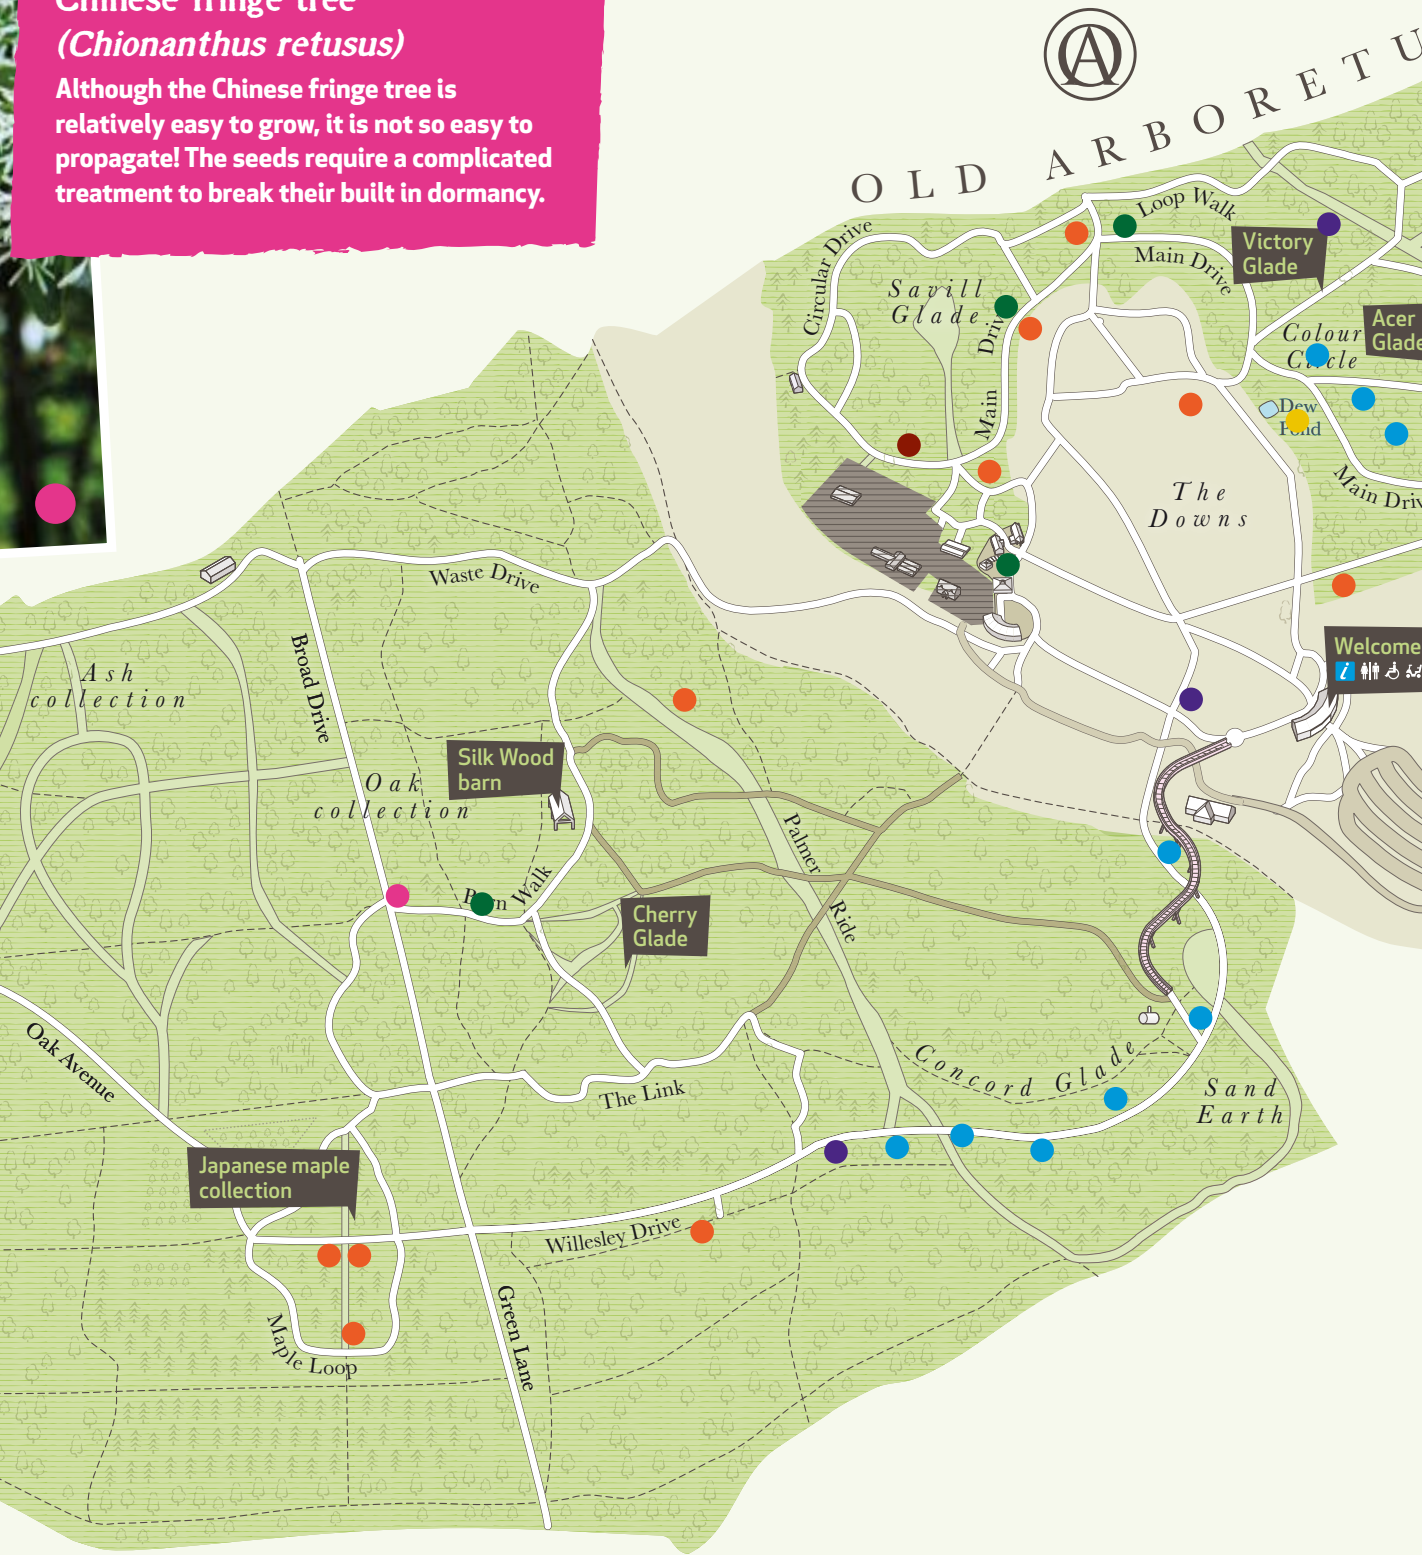 Chinese fringe tree
(Chionanthus retusus)
Although the Chinese fringe tree is
relatively easy to grow, it is not so easy to
propagate! The seeds require a complicated
treatment to break their built in dormancy.
OA
OLD ARBORETU
Circular Drive
Savill
Glade
Main Drive
Loop Walk
Main Drive
Victory
Glade
Acer
Glade
Colour
Circle
Dew
Pond
Main Driv
The
Downs
Welcome
i
Waste Drive
Broad Drive
Ash
collection
Oak
collection
Silk Wood
barn
Barn Walk
Cherry
Glade
Palmer
Ride
Oak Avenue
The Link
Concord Glade
Sand
Earth
Japanese maple
collection
Willesley Drive
Maple Loop
Green Lane